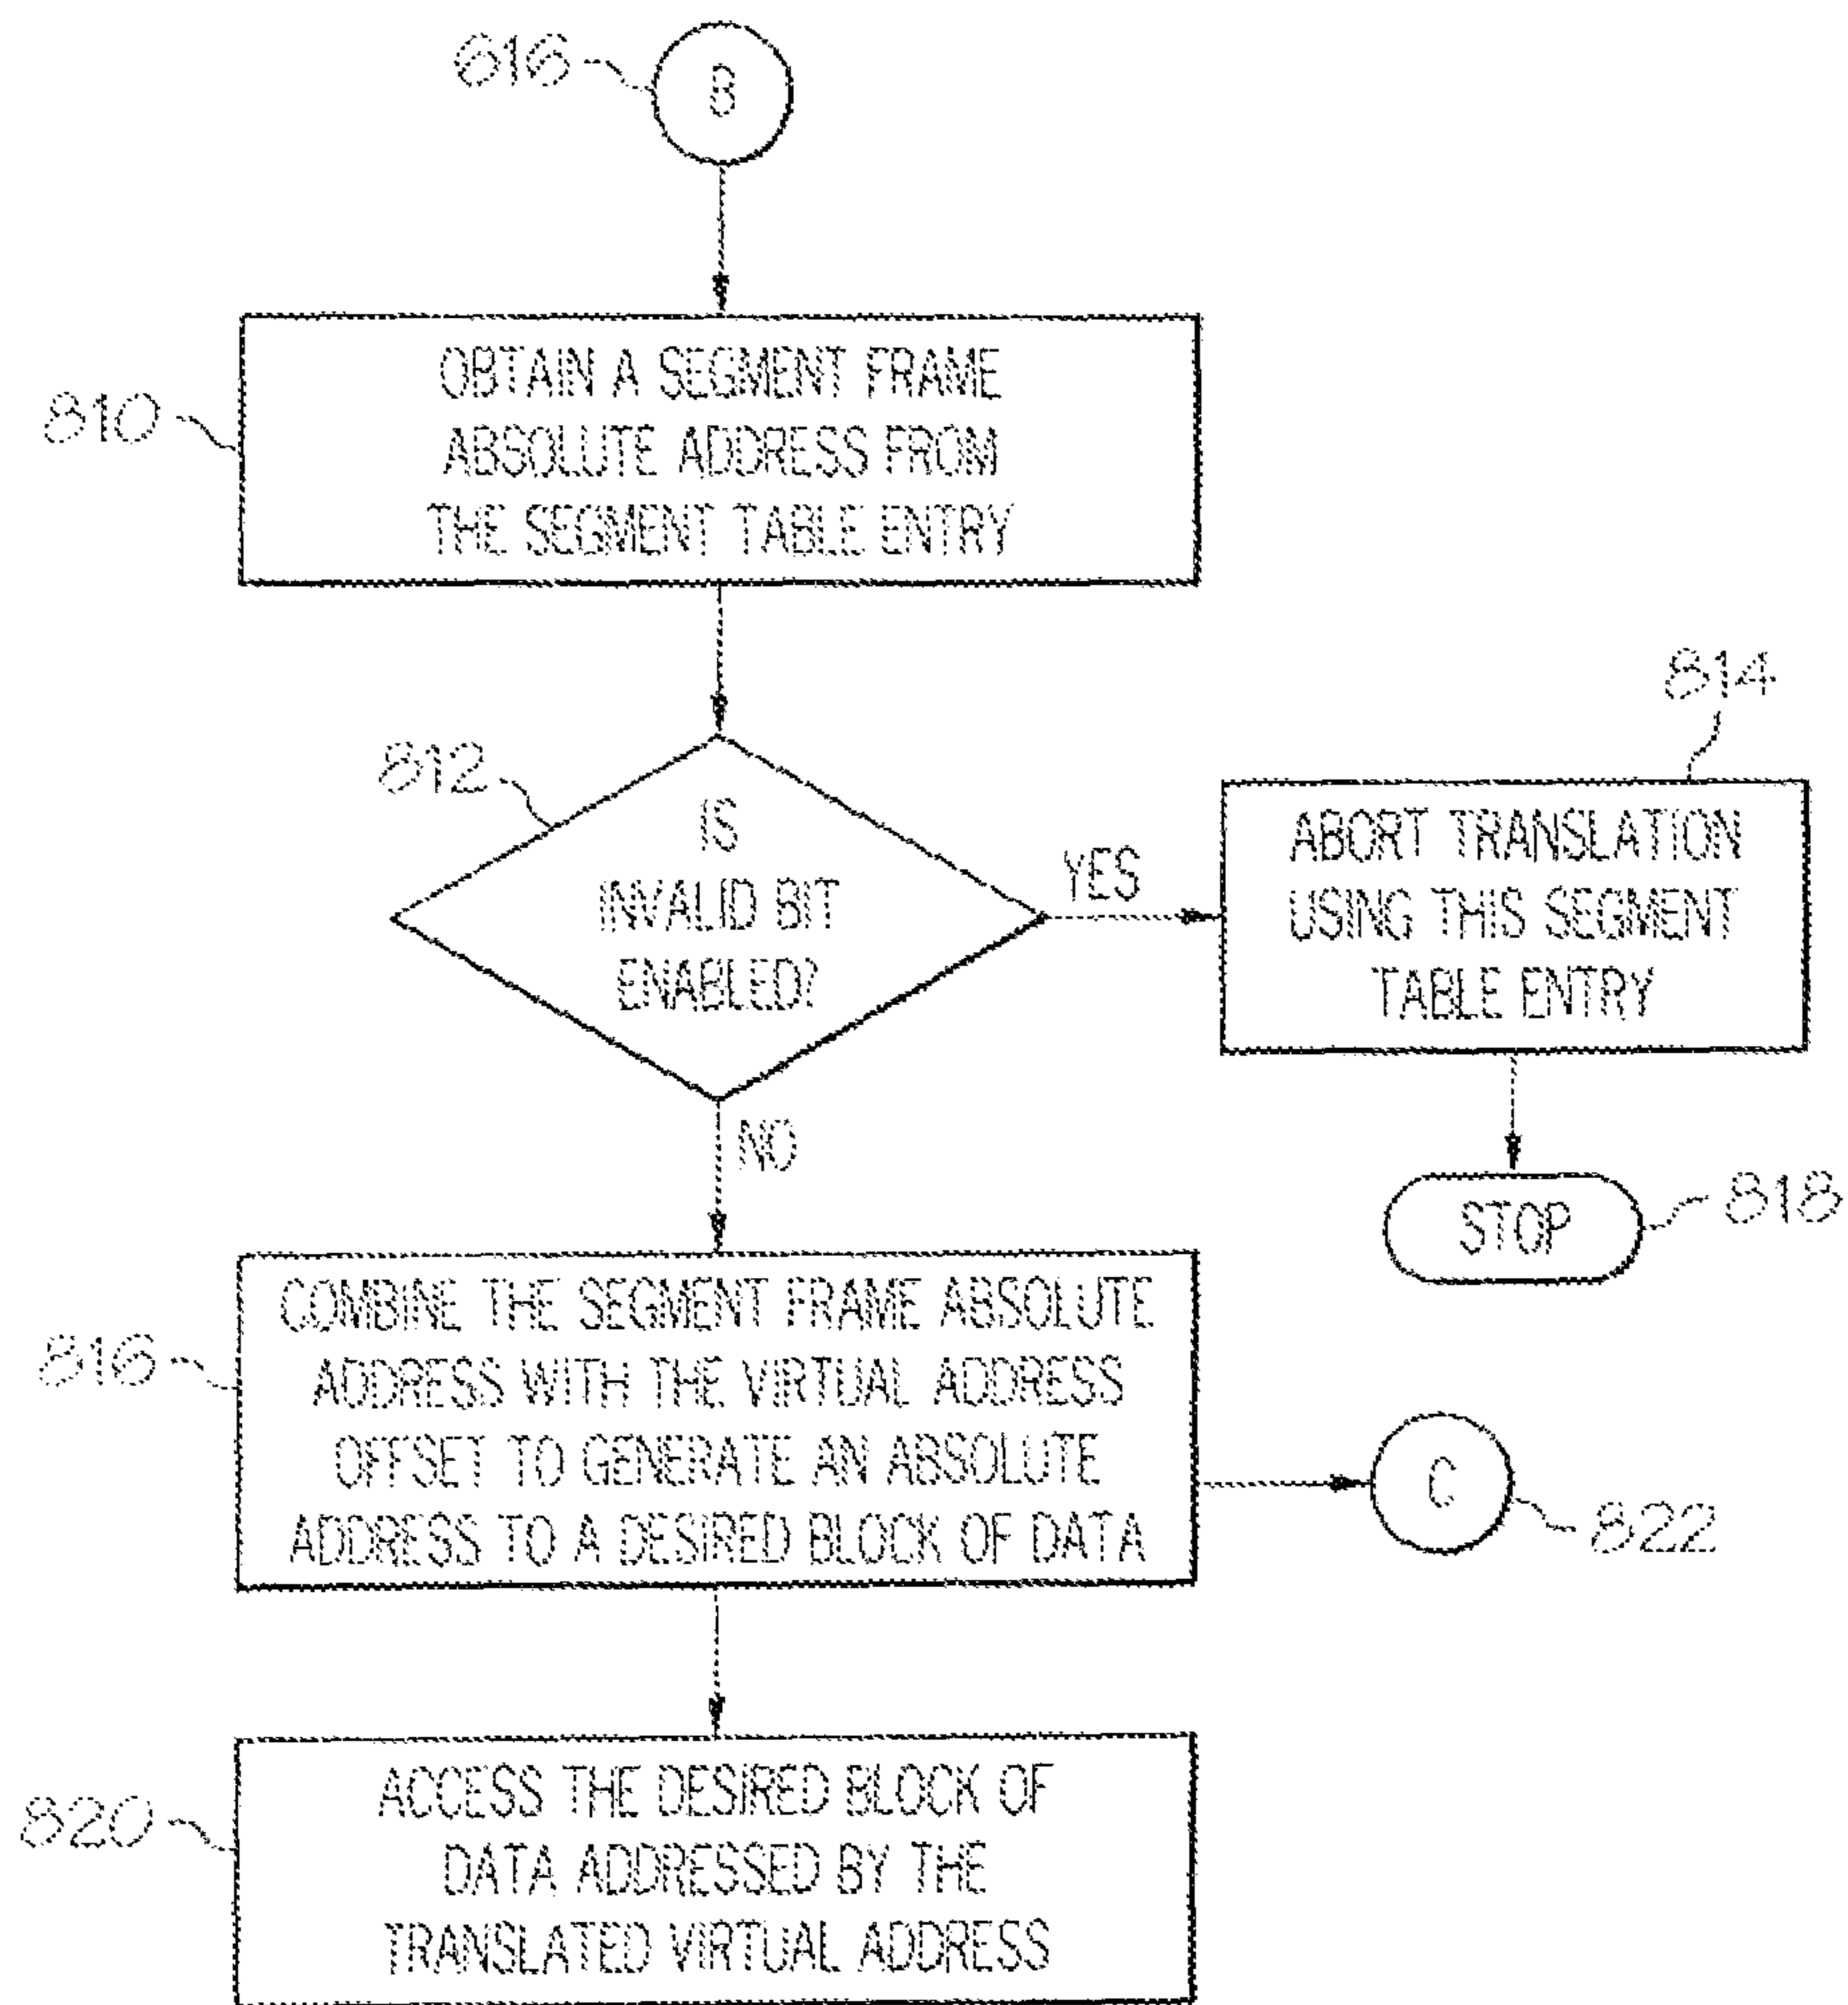 616
B
810
OBTAIN A SEGMENT FRAME
ABSOLUTE ADDRESS FROM
THE SEGMENT TABLE ENTRY
812
IS
INVALID BIT
ENABLED?
YES
814
ABORT TRANSLATION
USING THIS SEGMENT
TABLE ENTRY
NO
STOP
818
816
COMBINE THE SEGMENT FRAME ABSOLUTE
ADDRESS WITH THE VIRTUAL ADDRESS
OFFSET TO GENERATE AN ABSOLUTE
ADDRESS TO A DESIRED BLOCK OF DATA
C
822
820
ACCESS THE DESIRED BLOCK OF
DATA ADDRESSED BY THE
TRANSLATED VIRTUAL ADDRESS